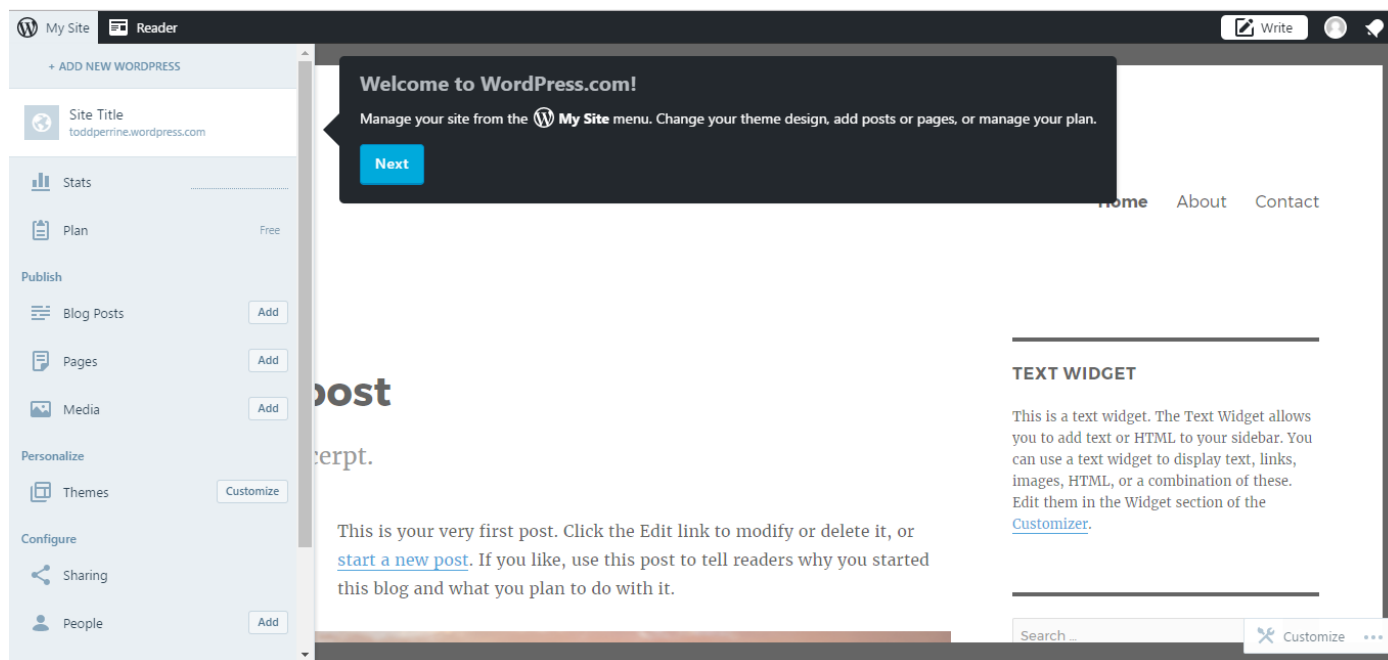 My Site
Reader
Write
+ ADD NEW WORDPRESS
Site Title
toddperrine.wordpress.com
Stats
Plan
Free
Publish
Blog Posts
Add
Pages
Add
Media
Add
Personalize
Themes
Customize
Configure
Sharing
People
Add
Welcome to WordPress.com!
Manage your site from the My Site menu. Change your theme design, add posts or pages, or manage your plan.
Next
Home About Contact
post
cerpt.
This is your very first post. Click the Edit link to modify or delete it, or
start a new post. If you like, use this post to tell readers why you started
this blog and what you plan to do with it.
TEXT WIDGET
This is a text widget. The Text Widget allows
you to add text or HTML to your sidebar. You
can use a text widget to display text, links,
images, HTML, or a combination of these.
Edit them in the Widget section of the
Customizer.
Search ...
Customize